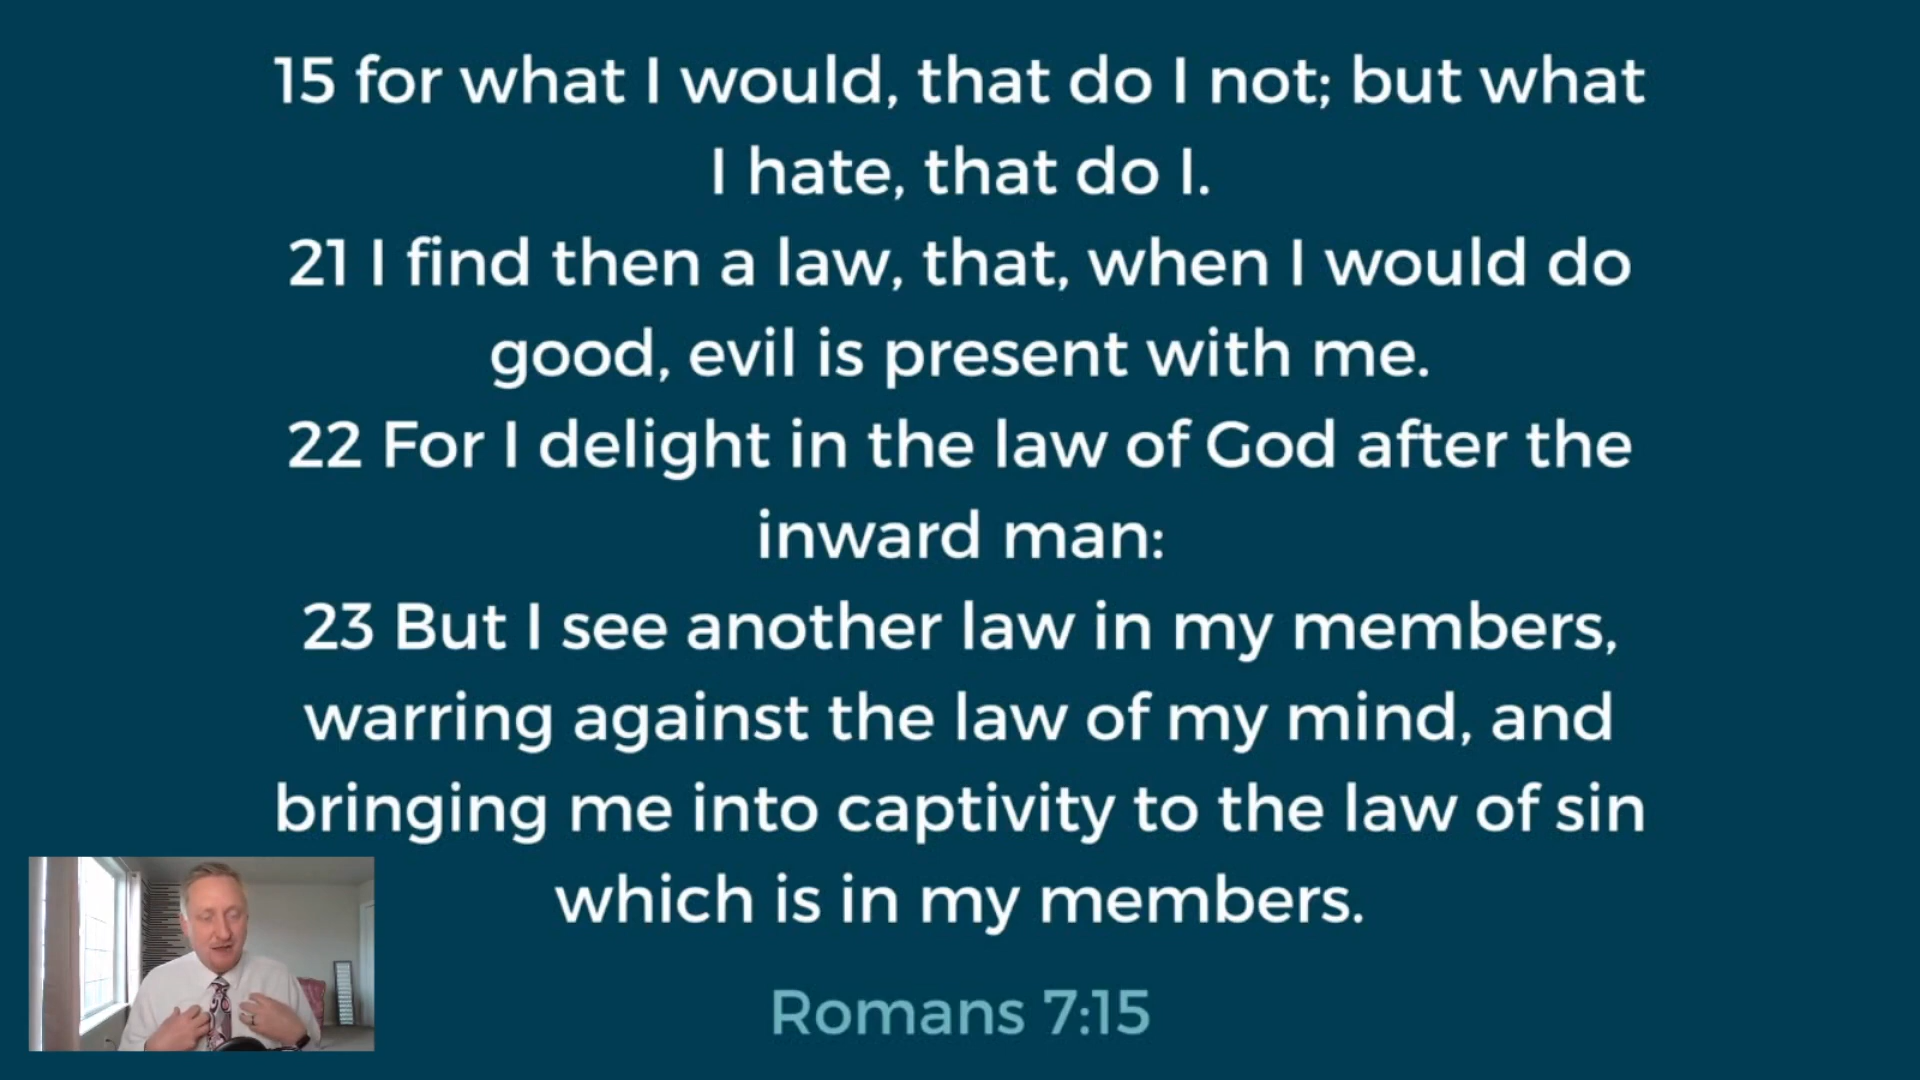 15 for what I would, that do I not; but what
I hate, that do I.
21 I find then a law, that, when I would do
good, evil is present with me.
22 For I delight in the law of God after the
inward man:
23 But I see another law in my members,
warring against the law of my mind, and
bringing me into captivity to the law of sin
which is in my members.
Romans 7:15